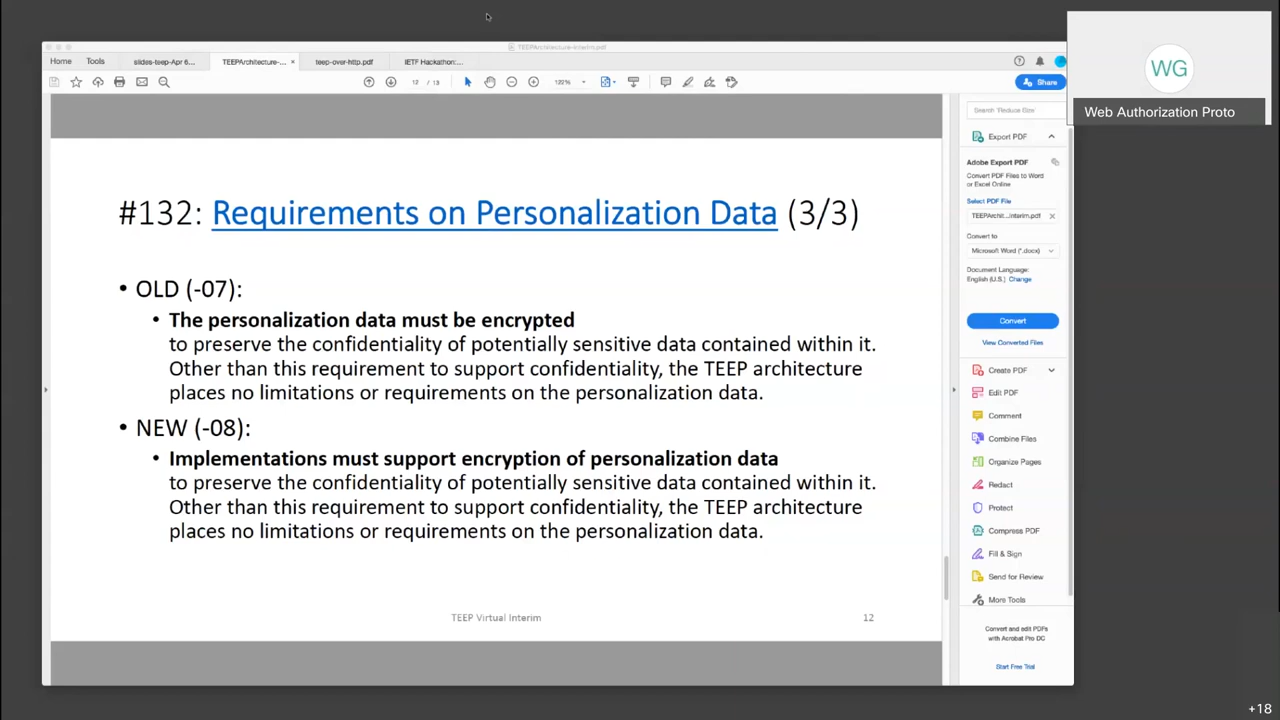 TEEPArchitecture-interim.pdf
Home
Tools
slides-teep-Apr 6...
TEEPArchitecture-... ×
teep-over-http.pdf
IETF Hackathon:...
12 / 13
122%
Share
WG
Web Authorization Proto
#132: Requirements on Personalization Data (3/3)
• OLD (-07):
• The personalization data must be encrypted
to preserve the confidentiality of potentially sensitive data contained within it.
Other than this requirement to support confidentiality, the TEEP architecture
places no limitations or requirements on the personalization data.
• NEW (-08):
• Implementations must support encryption of personalization data
to preserve the confidentiality of potentially sensitive data contained within it.
Other than this requirement to support confidentiality, the TEEP architecture
places no limitations or requirements on the personalization data.
TEEP Virtual Interim
12
Search 'Reduce Size'
Export PDF
Adobe Export PDF
Convert PDF Files to Word
or Excel Online
Select PDF File
TEEPArchit...interim.pdf ×
Convert to
Microsoft Word (*.docx)
Document Language:
English (U.S.) Change
Convert
View Converted Files
Create PDF
Edit PDF
Comment
Combine Files
Organize Pages
Redact
Protect
Compress PDF
Fill & Sign
Send for Review
More Tools
Convert and edit PDFs
with Acrobat Pro DC
Start Free Trial
+18